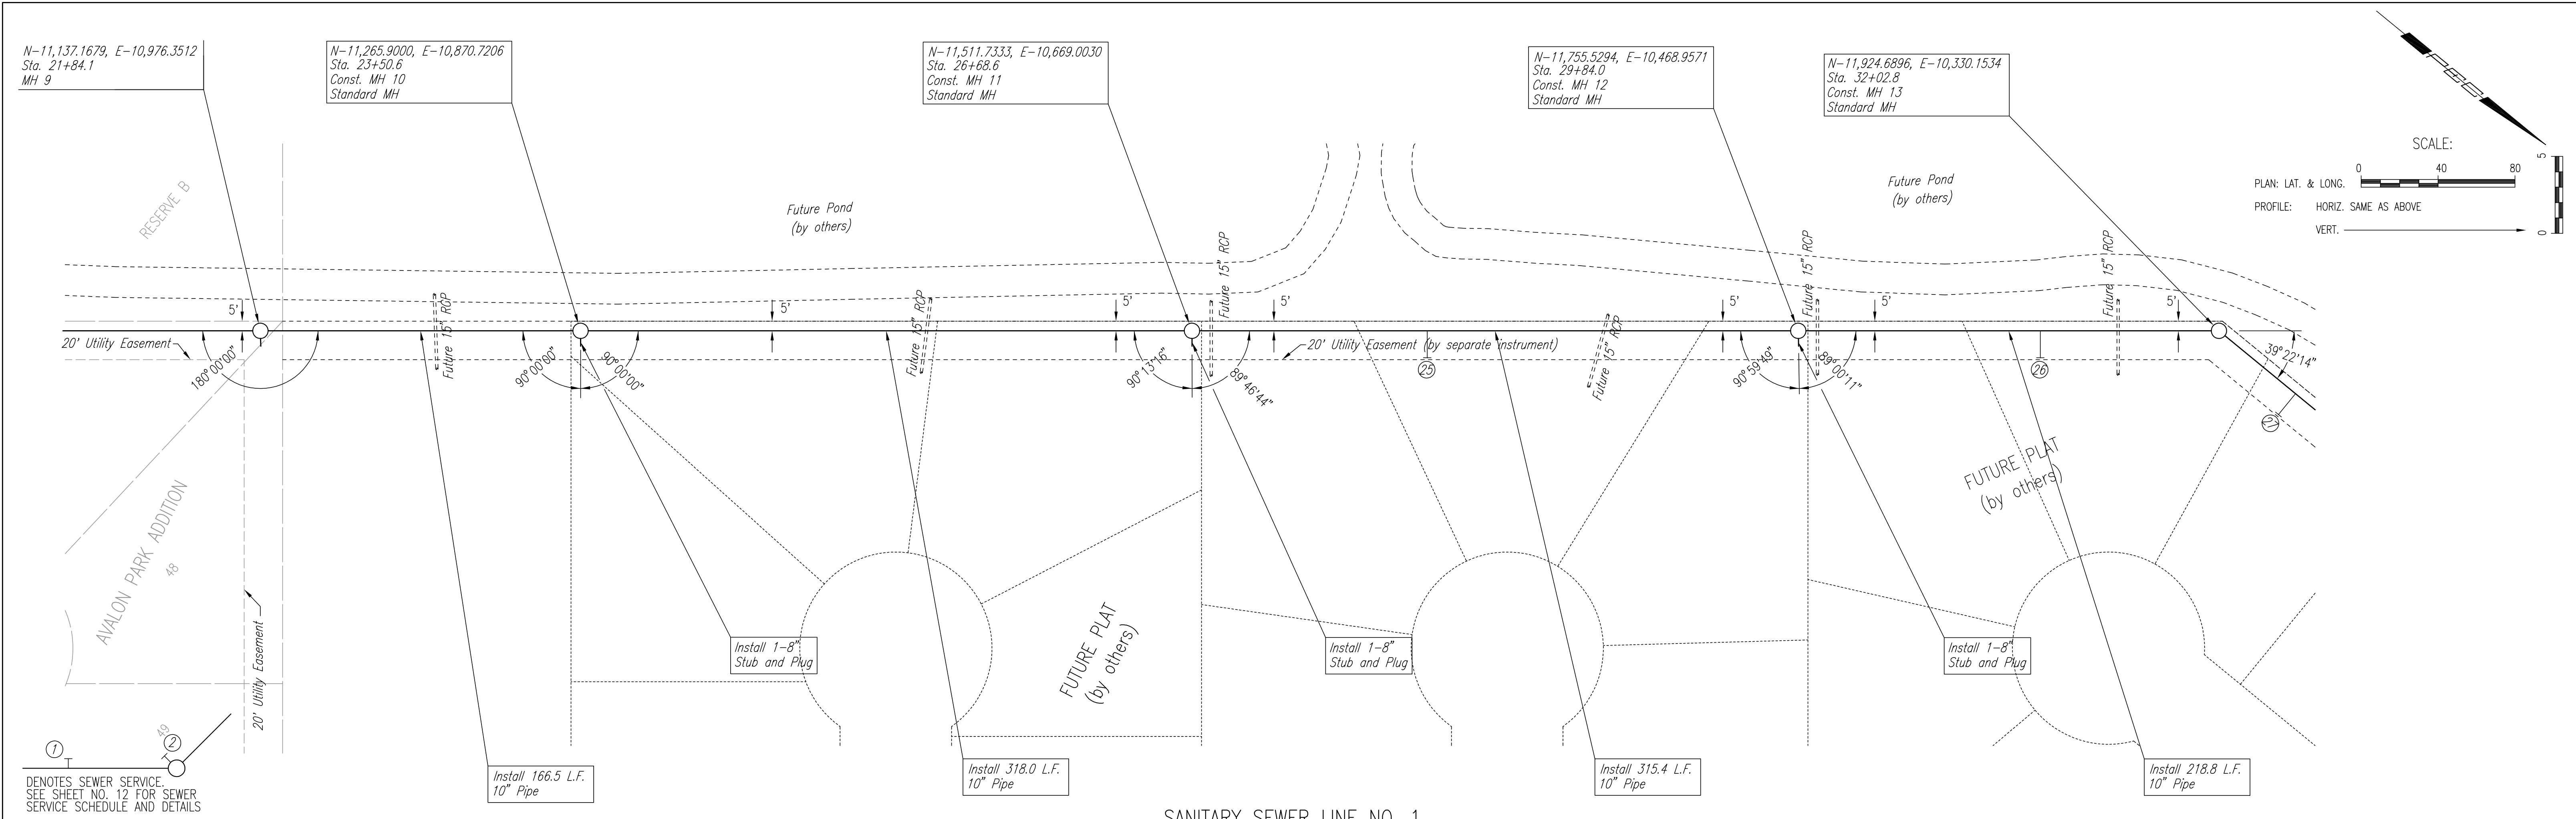 N-11,137.1679, E-10,976.3512
Sta. 21+84.1
MH 9
N-11,265.9000, E-10,870.7206
Sta. 23+50.6
Const. MH 10
Standard MH
N-11,511.7333, E-10,669.0030
Sta. 26+68.6
Const. MH 11
Standard MH
N-11,755.5294, E-10,468.9571
Sta. 29+84.0
Const. MH 12
Standard MH
N-11,924.6896, E-10,330.1534
Sta. 32+02.8
Const. MH 13
Standard MH
SCALE:
0 40 80
PLAN: LAT. & LONG.
PROFILE: HORIZ. SAME AS ABOVE
VERT.
5
0
RESERVE B
Future Pond
(by others)
Future Pond
(by others)
5'
5'
5'
5'
5'
5'
5'
Future 15" RCP
Future 15" RCP
Future 15" RCP
Future 15" RCP
Future 15" RCP
Future 15" RCP
20' Utility Easement
20' Utility Easement (by separate instrument)
180°00'00"
90°00'00"
90°00'00"
90°13'16"
89°46'44"
90°59'49"
89°00'11"
39°22'14"
25
26
27
AVALON PARK ADDITION
48
49
20' Utility Easement
FUTURE PLAT
(by others)
FUTURE PLAT
(by others)
Install 1-8"
Stub and Plug
Install 1-8"
Stub and Plug
Install 1-8"
Stub and Plug
Install 166.5 L.F.
10" Pipe
Install 318.0 L.F.
10" Pipe
Install 315.4 L.F.
10" Pipe
Install 218.8 L.F.
10" Pipe
1
2
DENOTES SEWER SERVICE.
SEE SHEET NO. 12 FOR SEWER
SERVICE SCHEDULE AND DETAILS
SANITARY SEWER LINE NO. 1